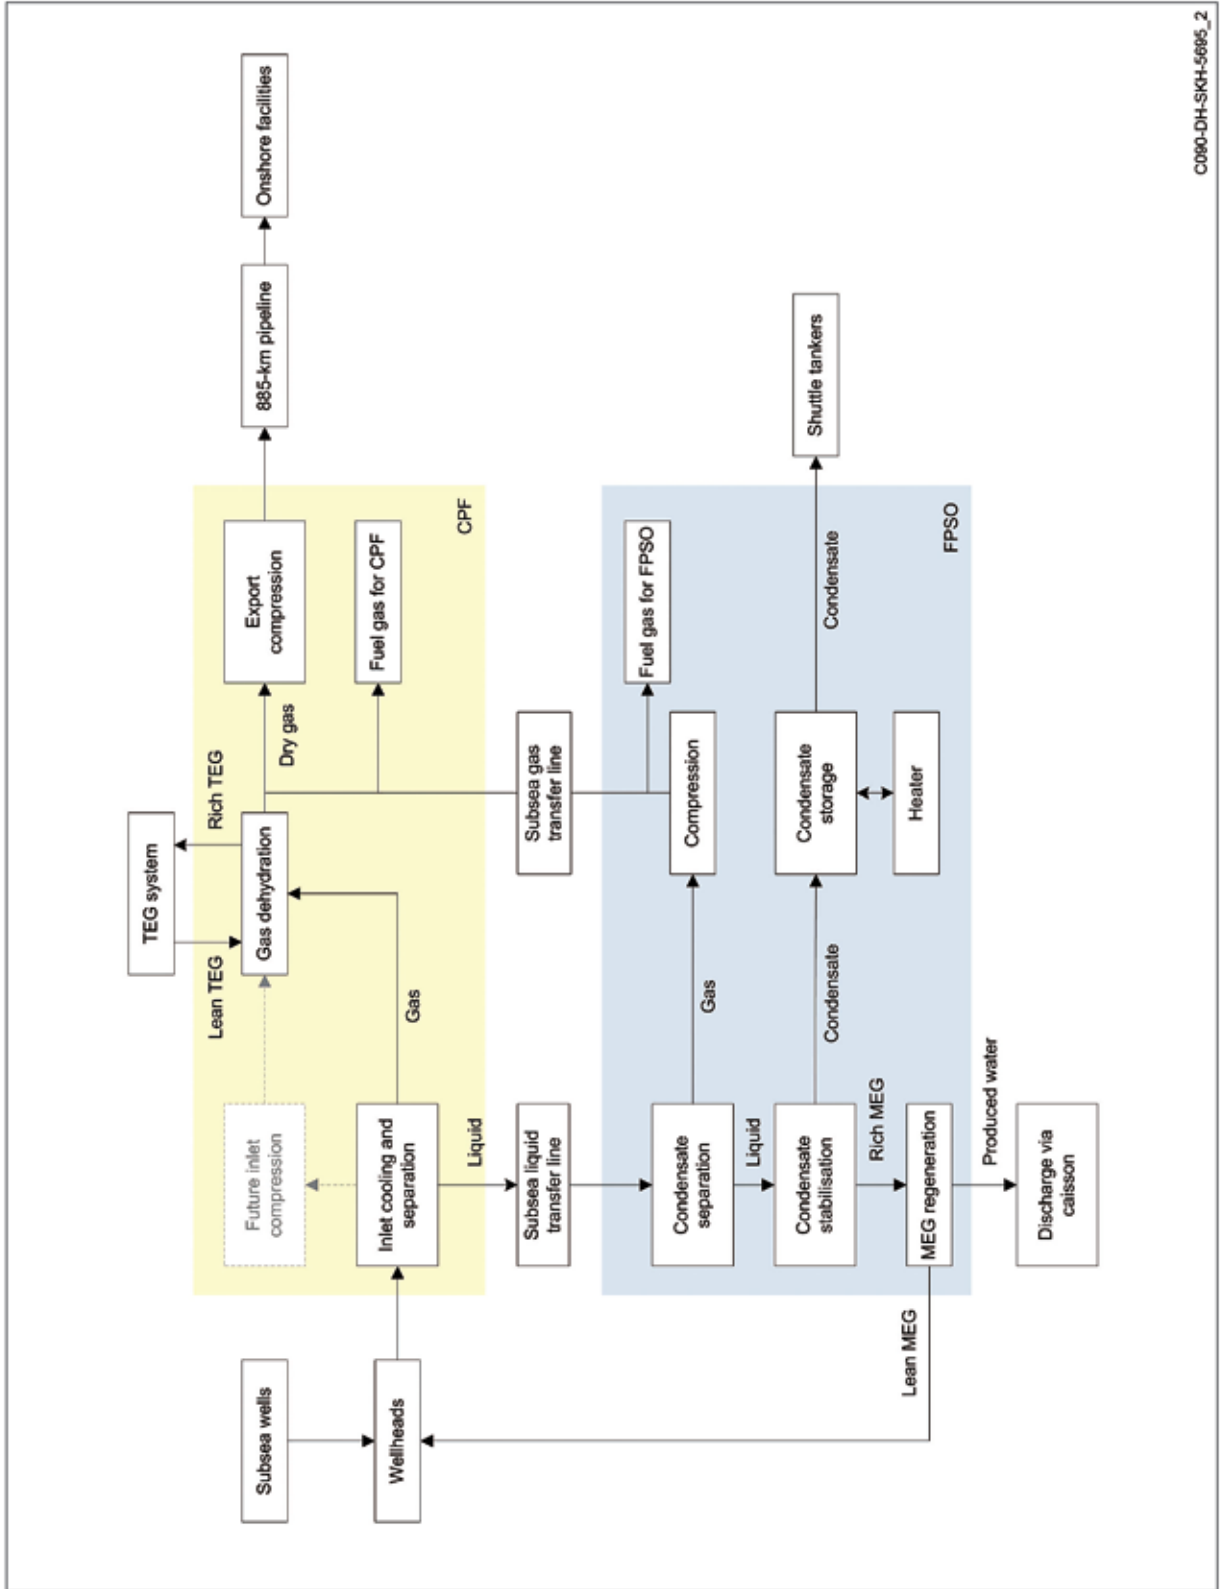 TEG system
Lean TEG
Rich TEG
Subsea wells
Future inlet
compression
Gas dehydration
Dry gas
Export
compression
885-km pipeline
Onshore facilities
Wellheads
Inlet cooling and
separation
Gas
Fuel gas for CPF
CPF
Liquid
Subsea liquid
transfer line
Subsea gas
transfer line
Condensate
separation
Gas
Compression
Fuel gas for FPSO
Liquid
Condensate
stabilisation
Condensate
Condensate
storage
Condensate
Shuttle tankers
Rich MEG
Heater
Lean MEG
MEG regeneration
FPSO
Produced water
Discharge via
caisson
C090-DH-SKH-5695_2